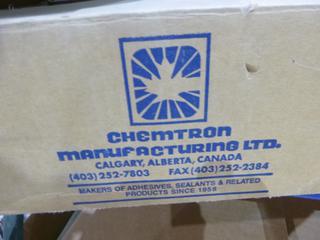 CHEMTRON
MANUFACTURING LTD.
CALGARY, ALBERTA, CANADA
(403) 252-7803 FAX (403) 252-2384
MAKERS OF ADHESIVES, SEALANTS & RELATED
PRODUCTS SINCE 1958